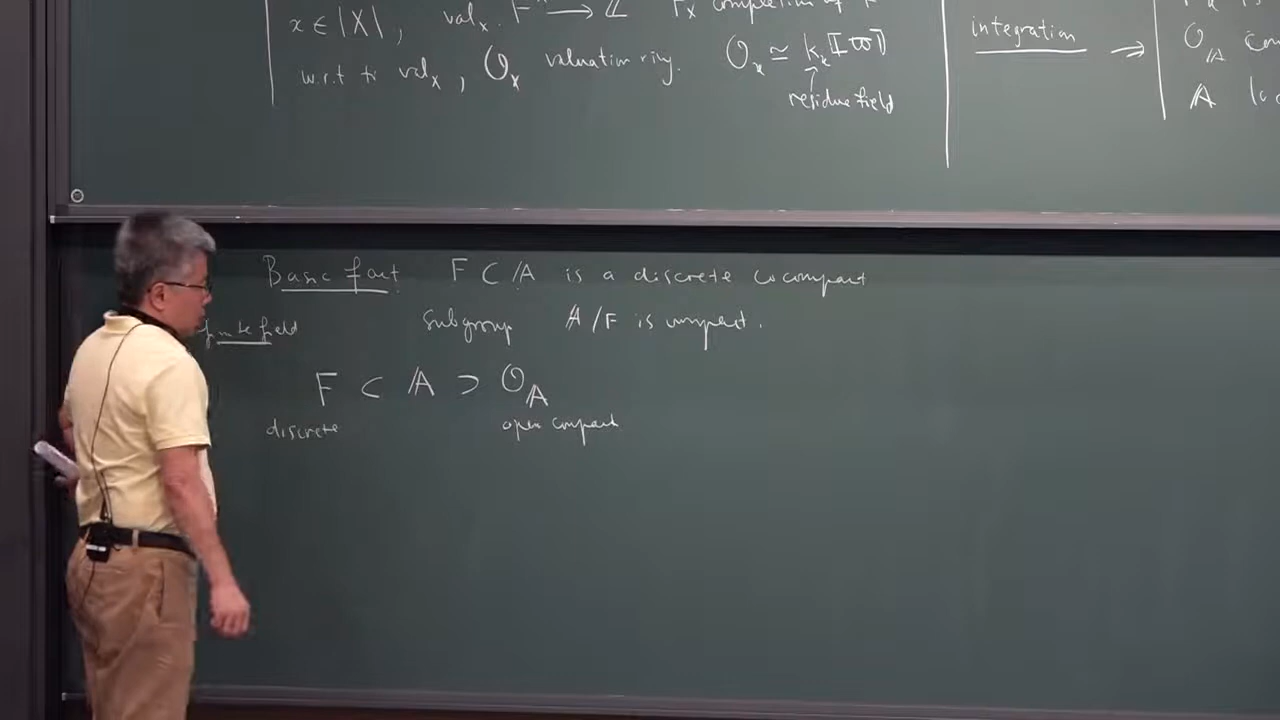 x ∈ |X|, val_x : F^x → ℤ F_x completion of F
w.r.t to val_x, O_x valuation ring. O_x ≃ k_x[[ϖ]]
↑
residue field
integration ⇒
O_𝔸
𝔸
Basic fact F ⊂ 𝔸 is a discrete cocompact
finite field subgroup 𝔸/F is compact.
F ⊂ 𝔸 ⊃ O_𝔸
discrete open compact